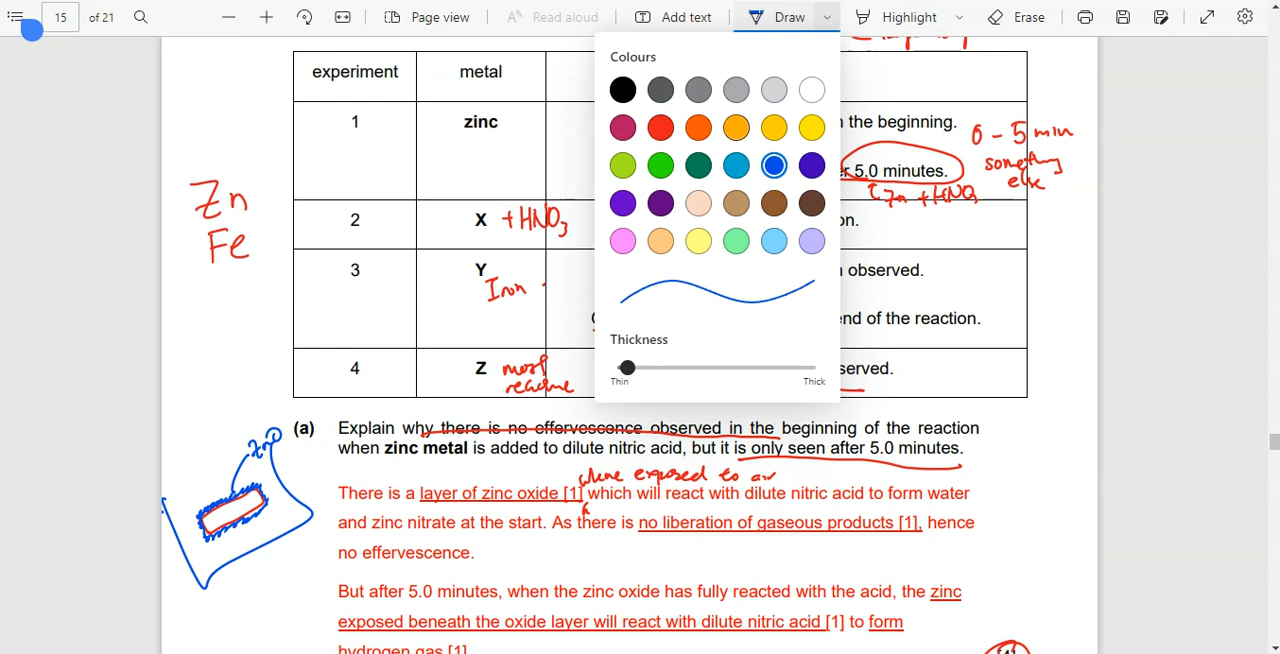 15 of 21 Page view Read aloud Add text Draw Highlight Erase
Colours
Thickness
Thin Thick
experiment metal
1 zinc the beginning.
5.0 minutes.
0 - 5 min
something
else
Zn + HNO3
Zn
Fe
2 X + HNO3 on.
3 Y observed.
Iron
end of the reaction.
4 Z most served.
reactive
ZnO
(a) Explain why there is no effervescence observed in the beginning of the reaction
when zinc metal is added to dilute nitric acid, but it is only seen after 5.0 minutes.
when exposed to air
There is a layer of zinc oxide [1] which will react with dilute nitric acid to form water
and zinc nitrate at the start. As there is no liberation of gaseous products [1], hence
no effervescence.
But after 5.0 minutes, when the zinc oxide has fully reacted with the acid, the zinc
exposed beneath the oxide layer will react with dilute nitric acid [1] to form
hydrogen gas [1]